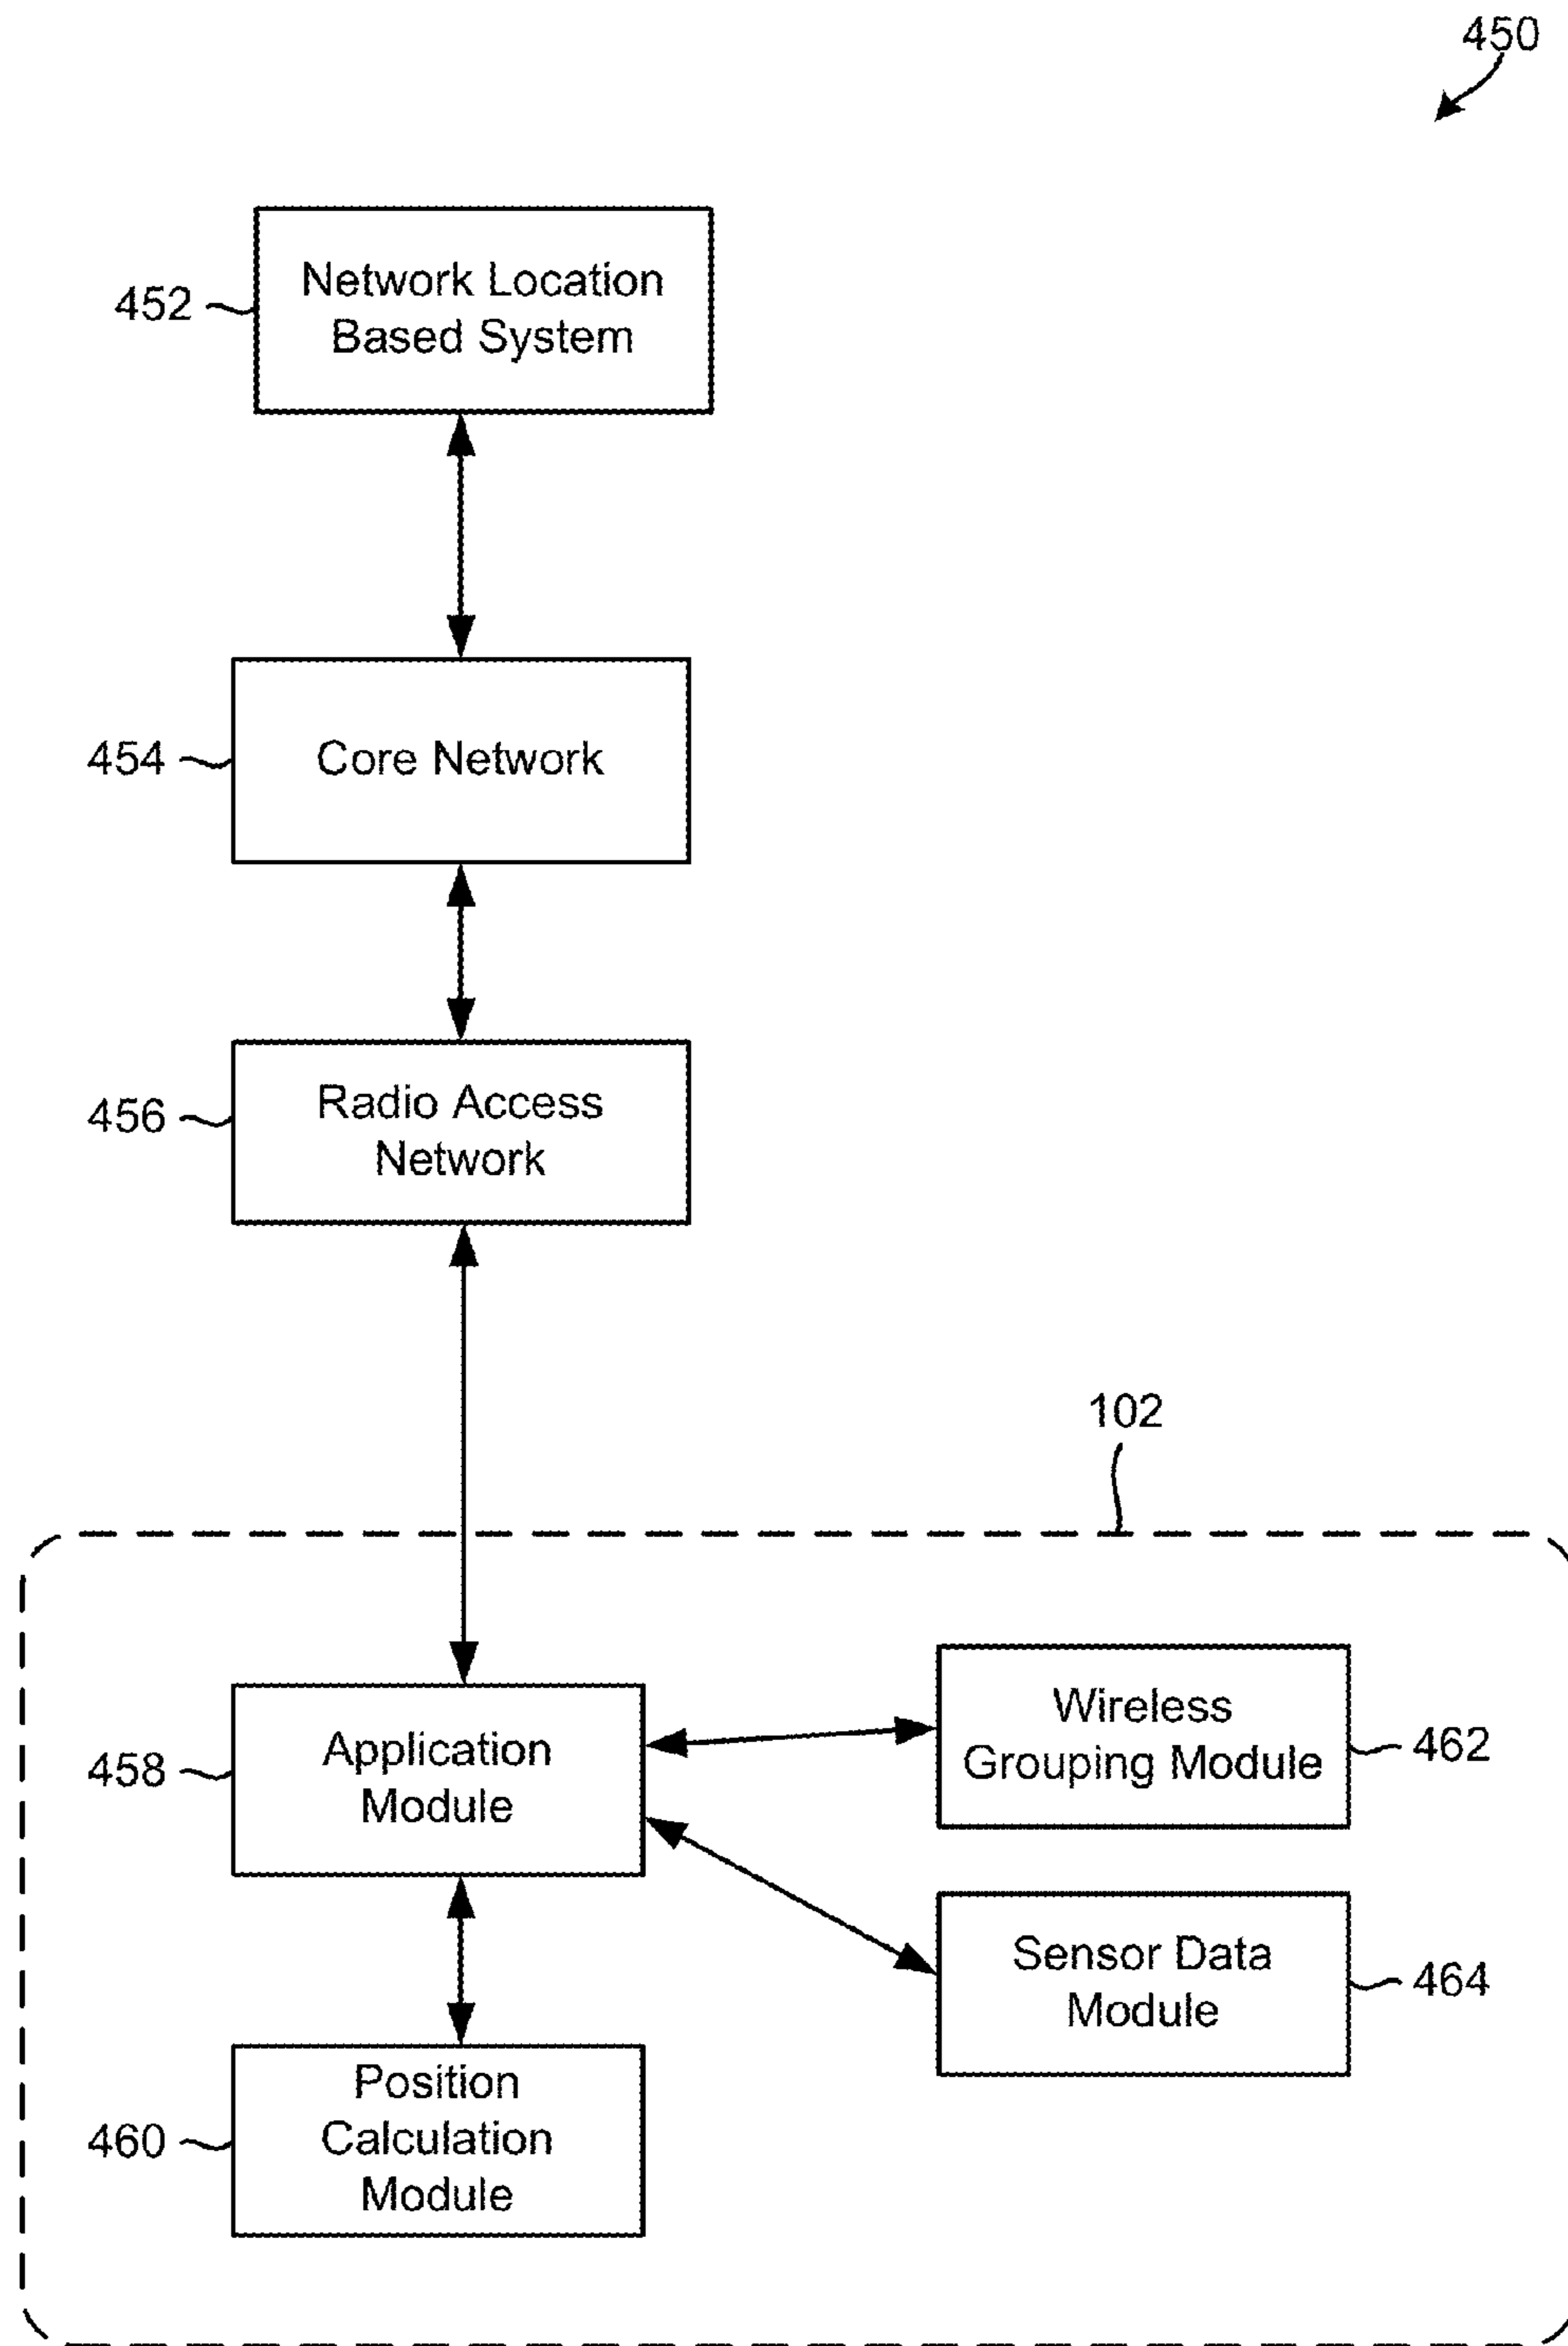 450
Network Location
Based System
452
Core Network
454
Radio Access
Network
456
102
Application
Module
458
Wireless
Grouping Module
462
Sensor Data
Module
464
Position
Calculation
Module
460